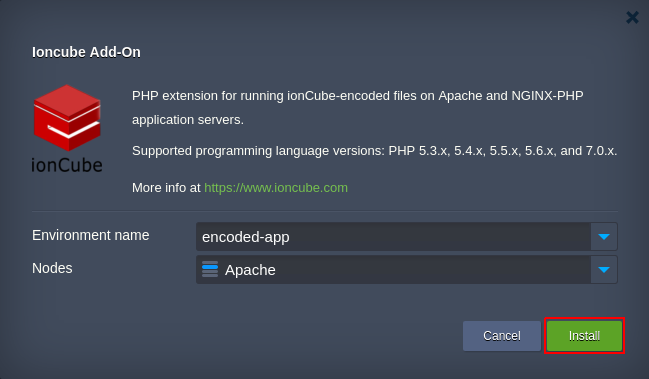 Ioncube Add-On
ionCube
PHP extension for running ionCube-encoded files on Apache and NGINX-PHP
application servers.
Supported programming language versions: PHP 5.3.x, 5.4.x, 5.5.x, 5.6.x, and 7.0.x.
More info at https://www.ioncube.com
Environment name
encoded-app
Nodes
Apache
Cancel
Install